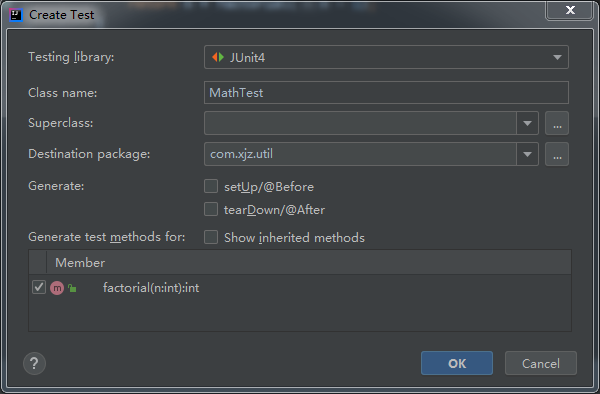 Create Test
Testing library:
JUnit4
Class name:
MathTest
Superclass:
...
Destination package:
com.xjz.util
...
Generate:
setUp/@Before
tearDown/@After
Generate test methods for:
Show inherited methods
Member
m
factorial(n:int):int
?
OK
Cancel